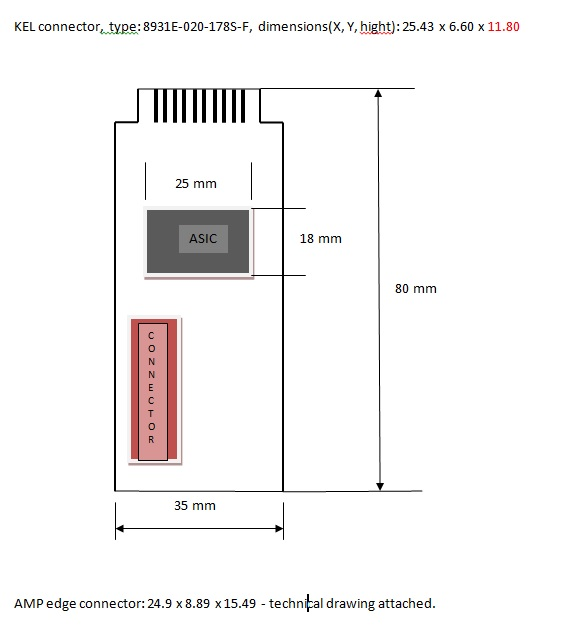 KEL connector, type: 8931E-020-178S-F, dimensions(X, Y, hight): 25.43 x 6.60 x 11.80
25 mm
ASIC
18 mm
80 mm
CONNECTOR
35 mm
AMP edge connector: 24.9 x 8.89 x 15.49 - technical drawing attached.